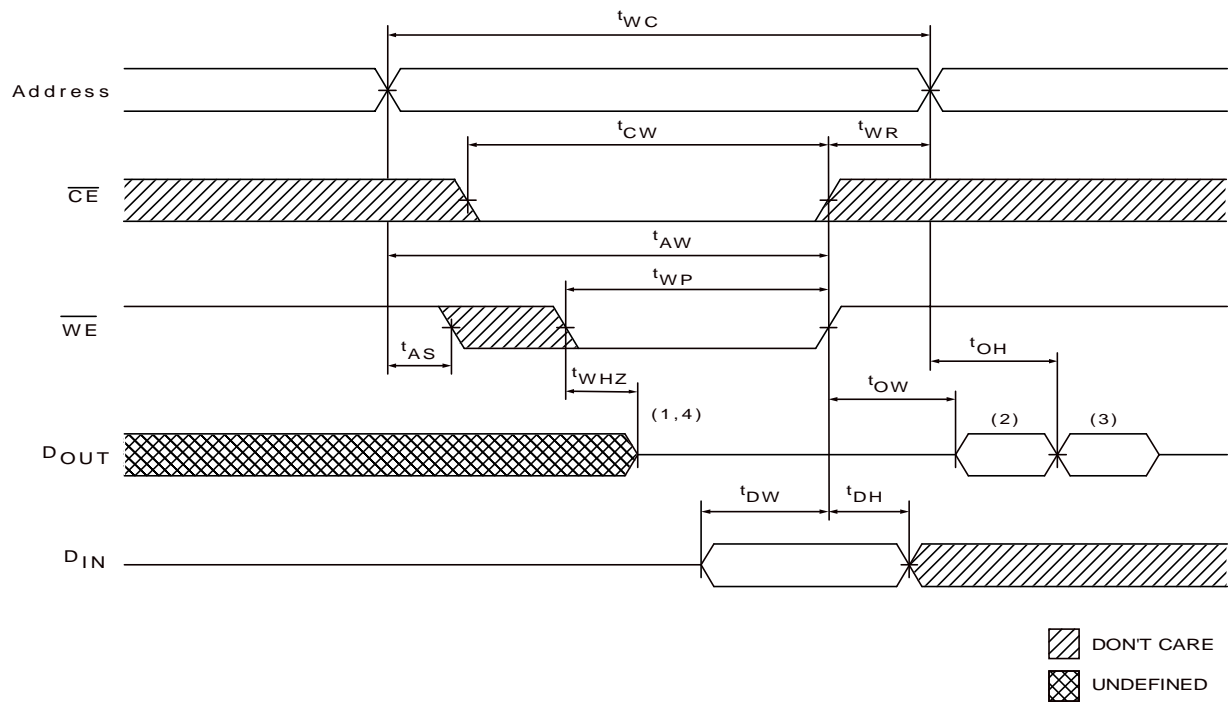 tWC
Address
tCW
tWR
CE
tAW
tWP
WE
tAS
tOH
tWHZ
tOW
(1,4)
(2)
(3)
DOUT
tDW
tDH
DIN
DON'T CARE
UNDEFINED